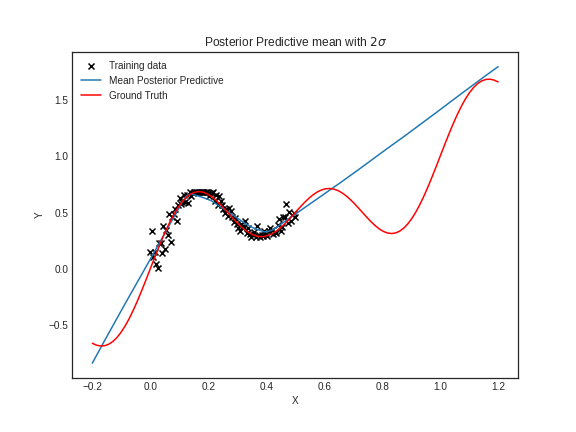 Posterior Predictive mean with 2σ
Training data
Mean Posterior Predictive
Ground Truth
1.5
1.0
0.5
0.0
−0.5
Y
−0.2 0.0 0.2 0.4 0.6 0.8 1.0 1.2
X